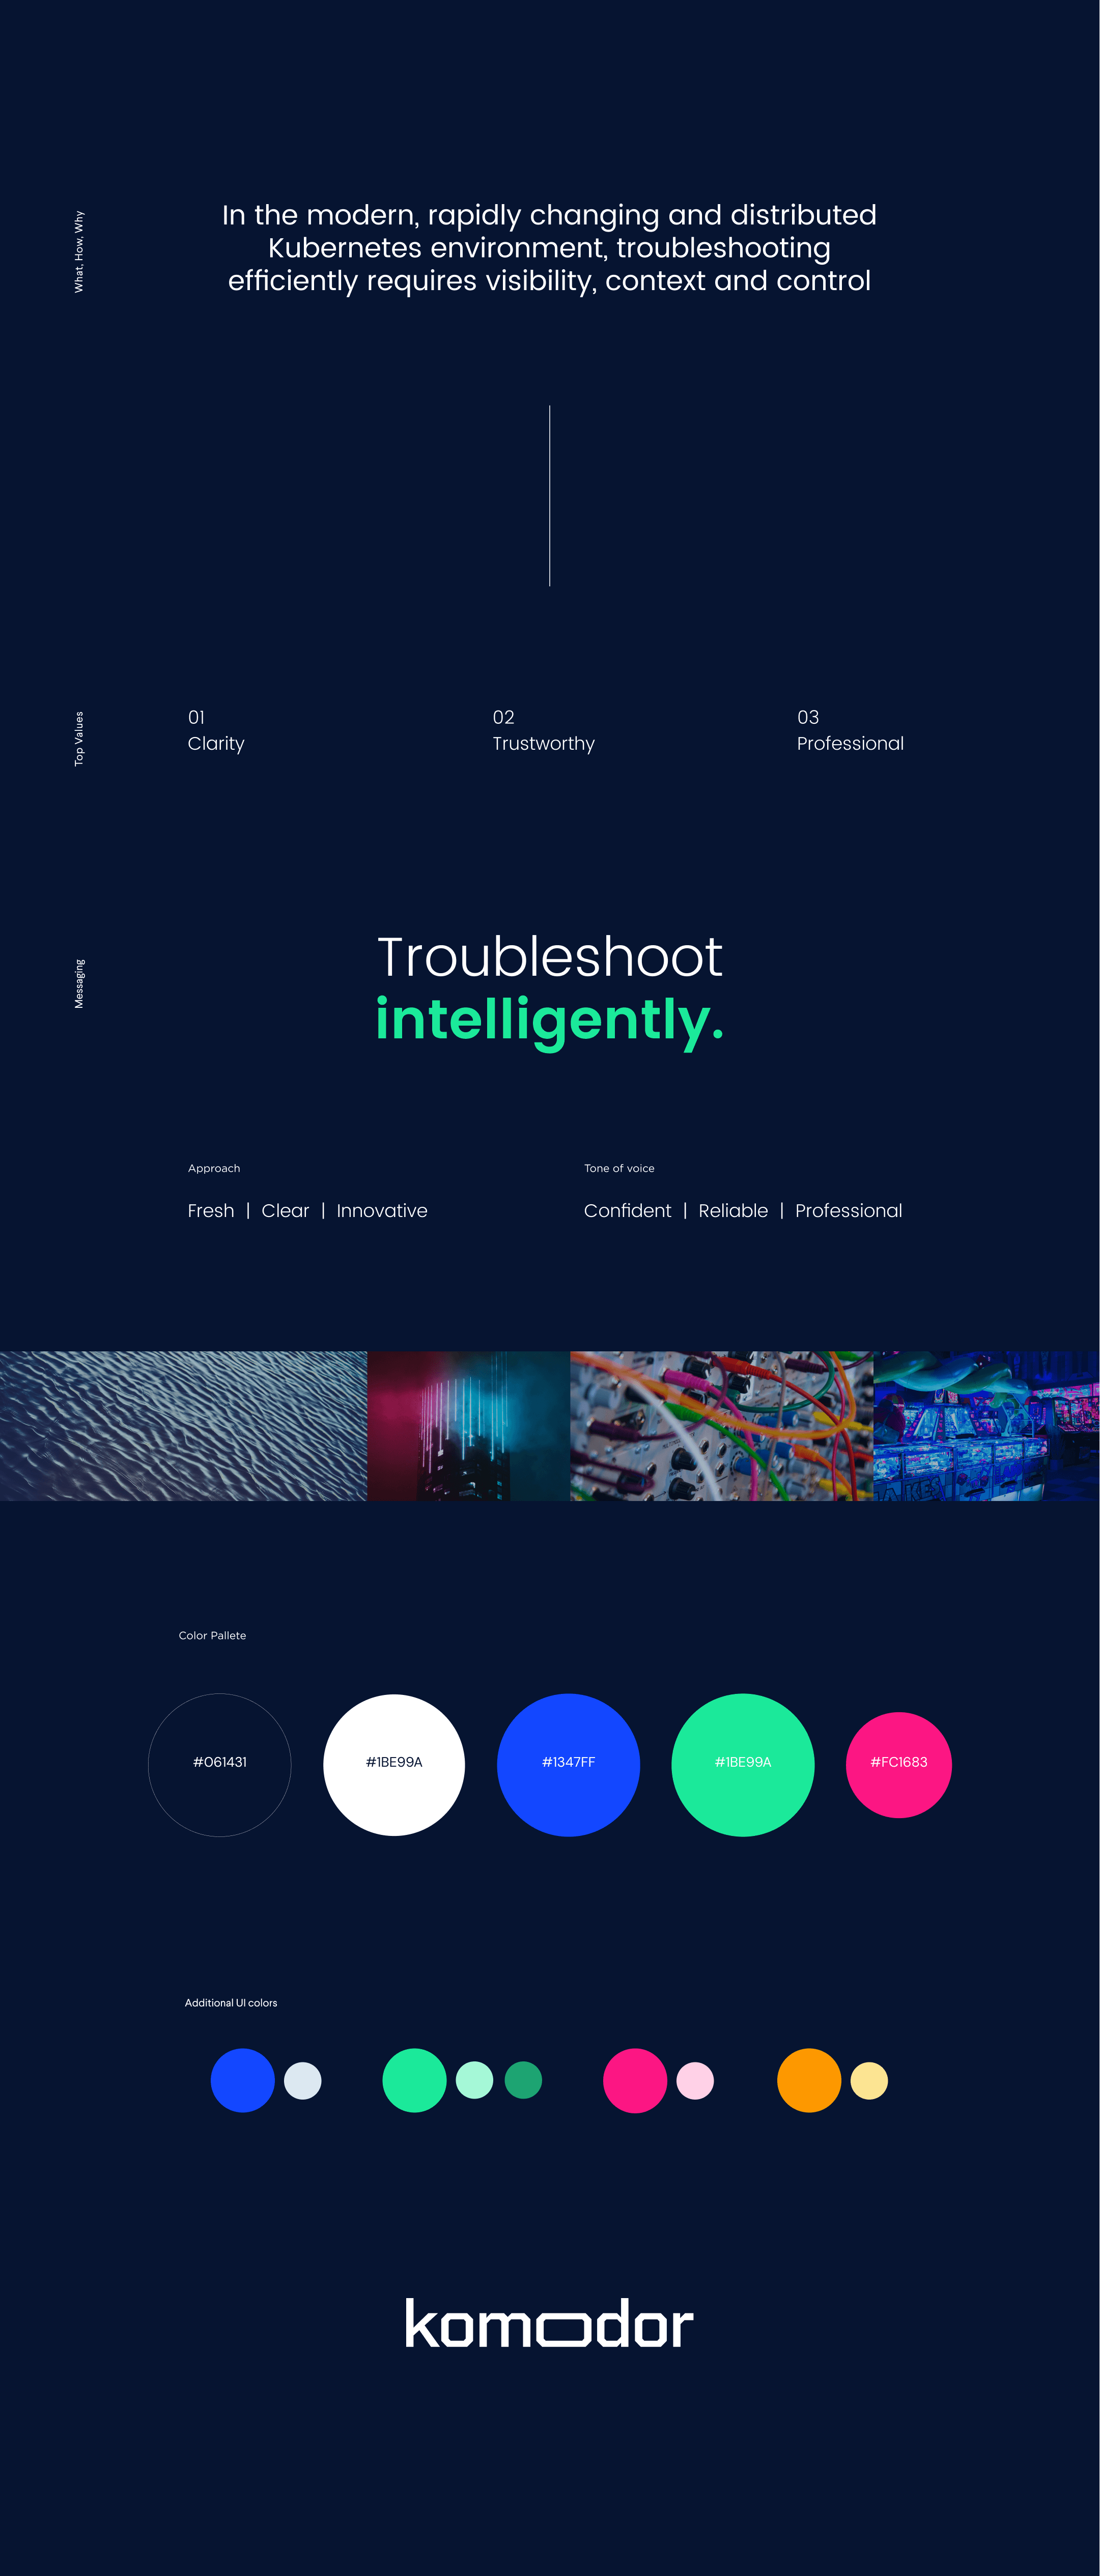 What, How, Why
In the modern, rapidly changing and distributed
Kubernetes environment, troubleshooting
efficiently requires visibility, context and control
Top Values
01
Clarity
02
Trustworthy
03
Professional
Messaging
Troubleshoot
intelligently.
Approach
Fresh | Clear | Innovative
Tone of voice
Confident | Reliable | Professional
Color Pallete
#061431
#1BE99A
#1347FF
#1BE99A
#FC1683
Additional UI colors
komodor